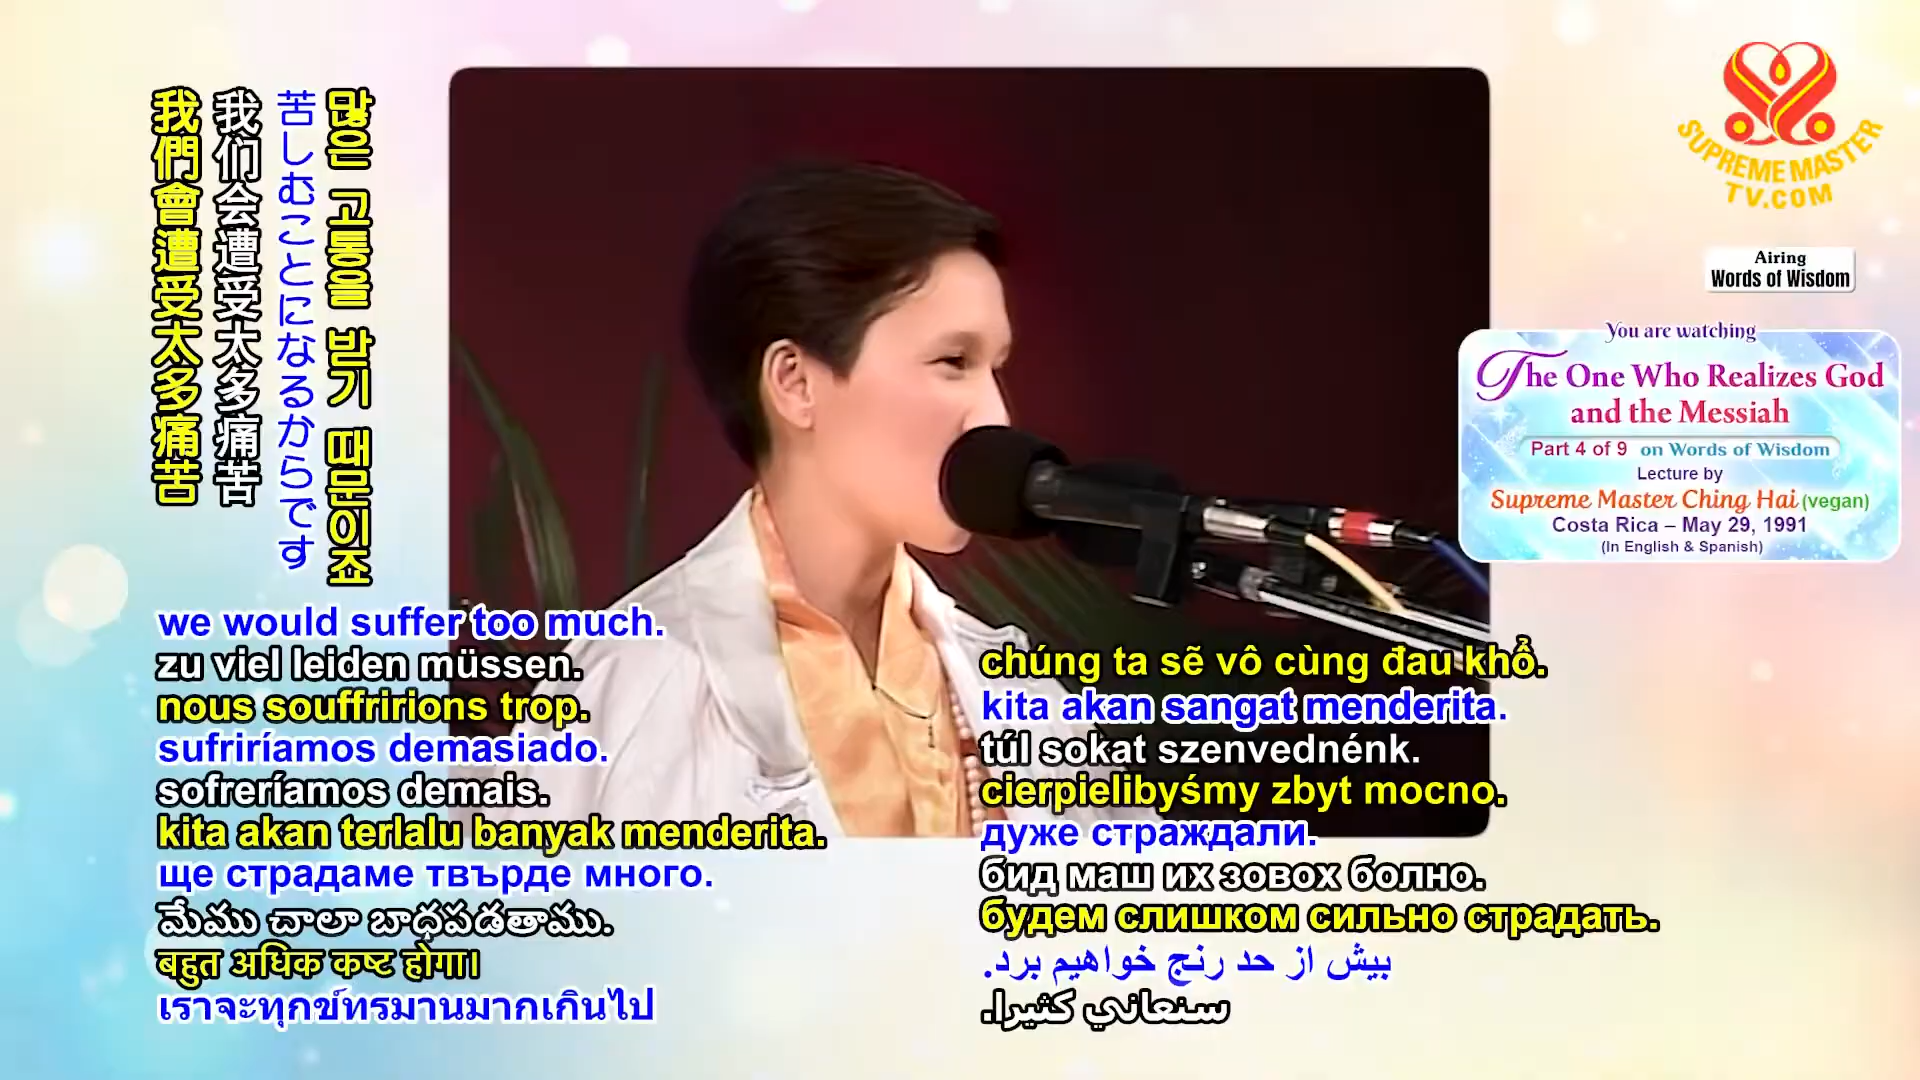 我們會遭受太多痛苦
我们会遭受太多痛苦
苦しむことになるからです
많은 고통을 받기 때문이죠
we would suffer too much.
zu viel leiden müssen.
nous souffririons trop.
sufriríamos demasiado.
sofreríamos demais.
kita akan terlalu banyak menderita.
ще страдаме твърде много.
మేము చాలా బాధపడతాము.
बहुत अधिक कष्ट होगा।
เราจะทุกข์ทรมานมากเกินไป
chúng ta sẽ vô cùng đau khổ.
kita akan sangat menderita.
túl sokat szenvednénk.
cierpielibyśmy zbyt mocno.
дуже страждали.
бид маш их зовох болно.
будем слишком сильно страдать.
بیش از حد رنج خواهیم برد.
سنعاني كثيرا.
SUPREME MASTER
TV.COM
Airing
Words of Wisdom
You are watching
The One Who Realizes God
and the Messiah
Part 4 of 9 on Words of Wisdom
Lecture by
Supreme Master Ching Hai (vegan)
Costa Rica – May 29, 1991
(In English & Spanish)